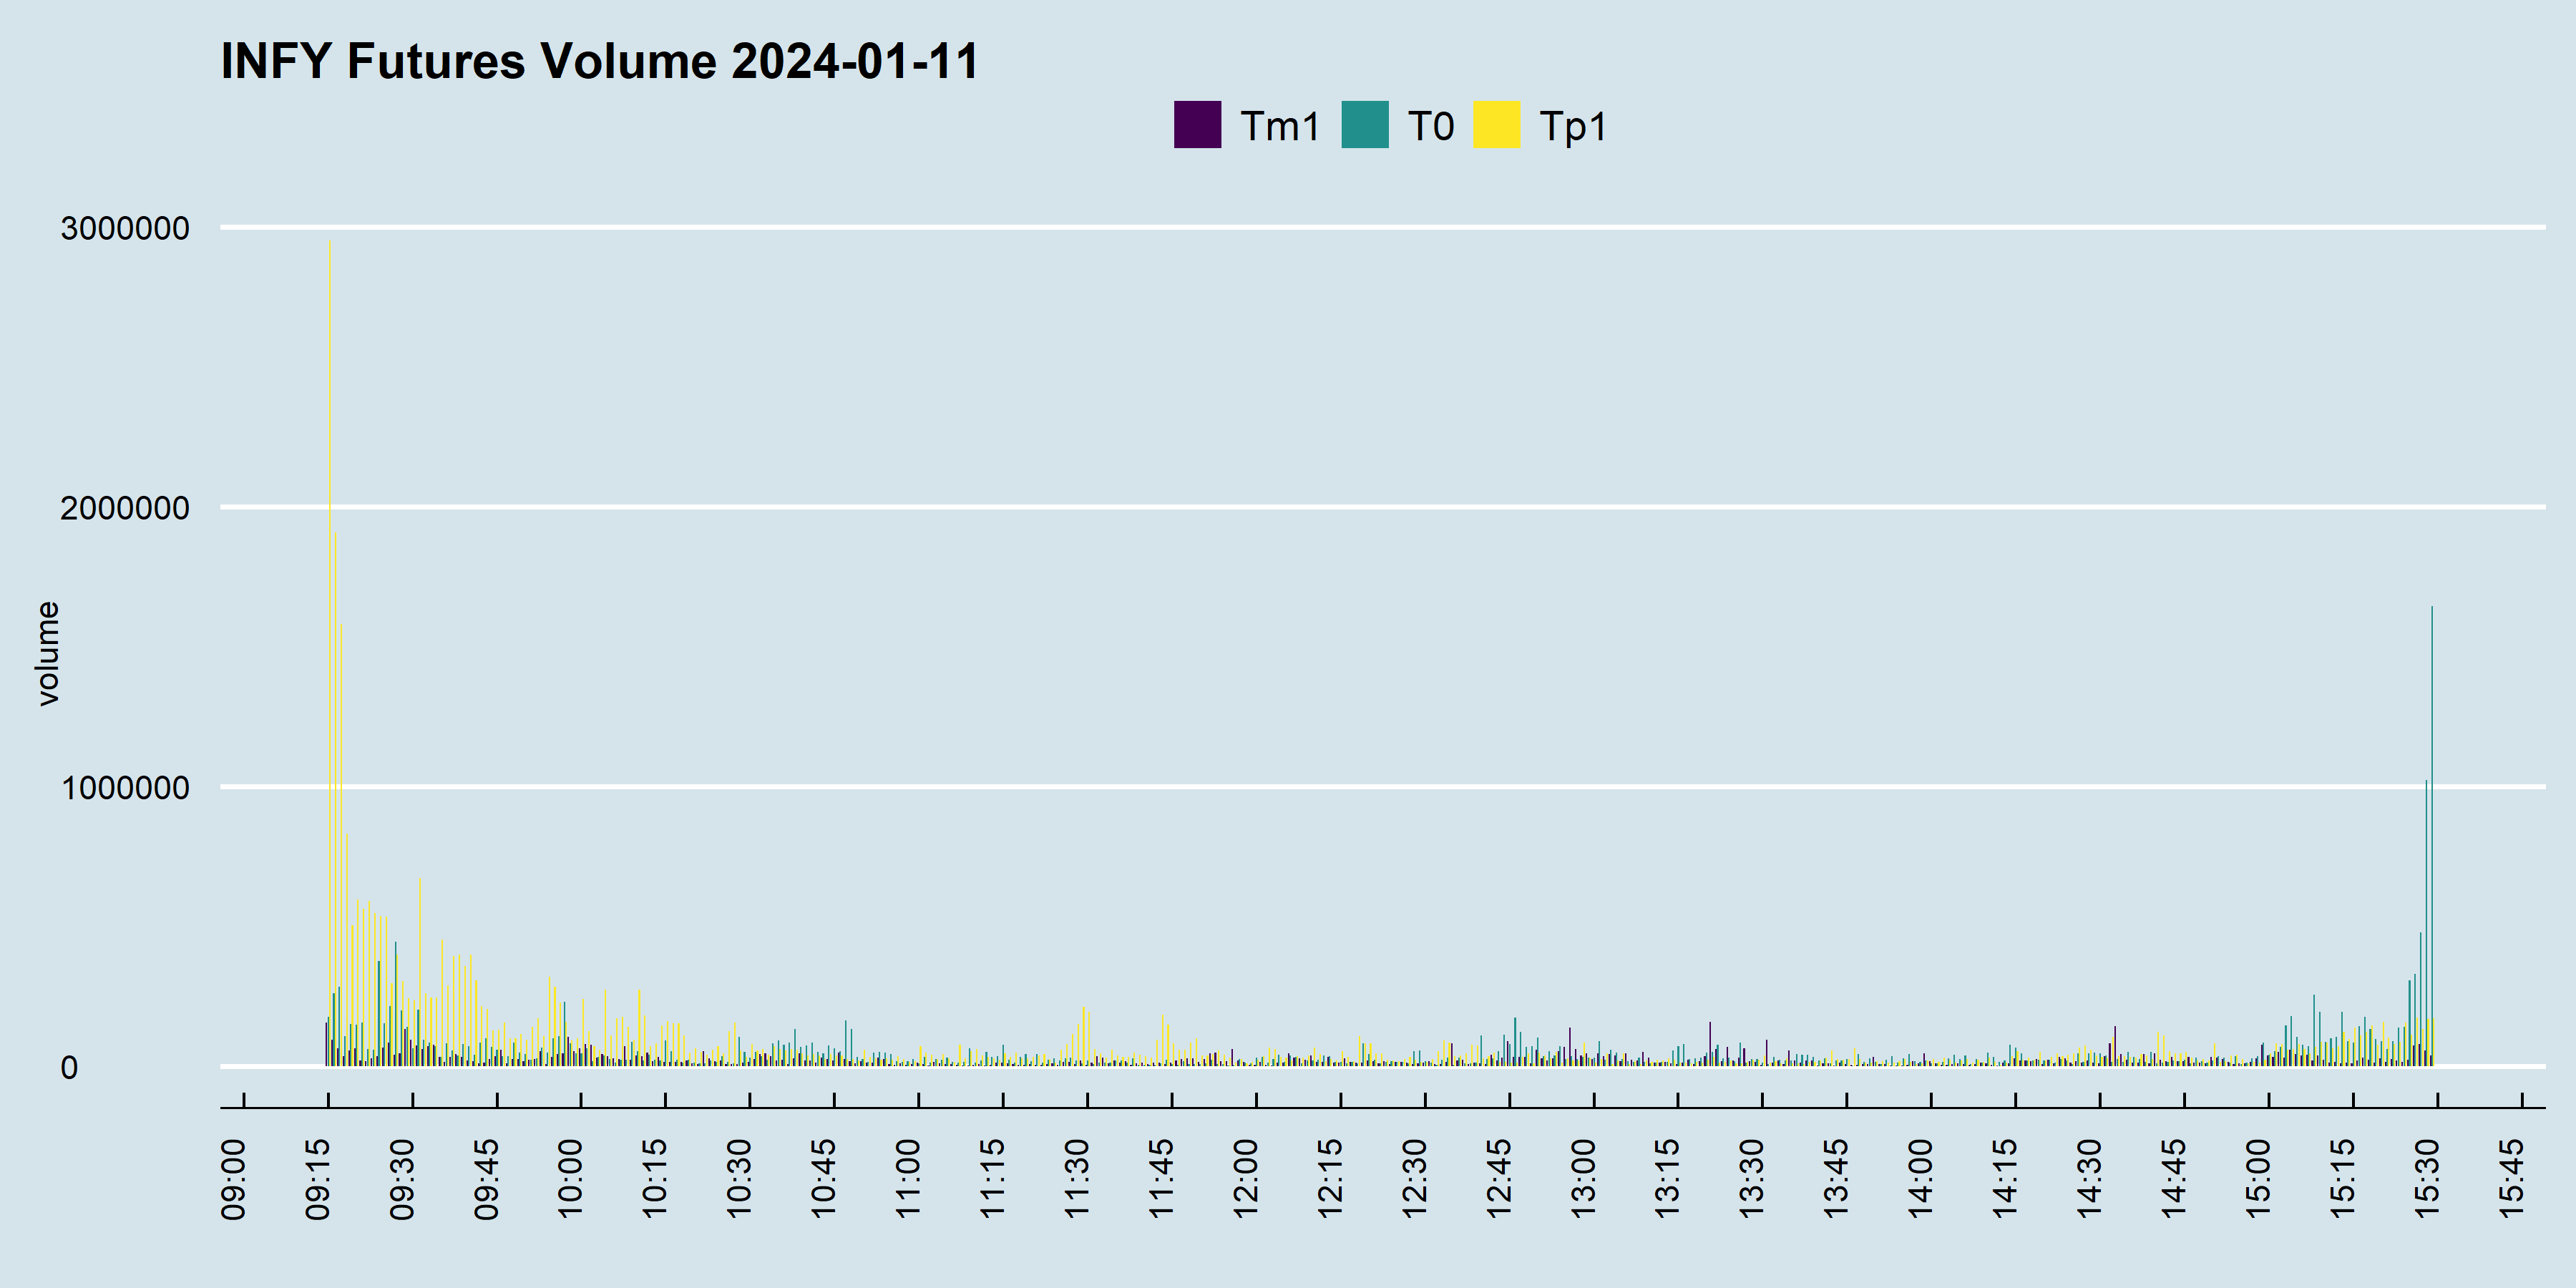 INFY Futures Volume 2024-01-11
Tm1 T0 Tp1
3000000
2000000
1000000
0
volume
09:00 09:15 09:30 09:45 10:00 10:15 10:30 10:45 11:00 11:15 11:30 11:45 12:00 12:15 12:30 12:45 13:00 13:15 13:30 13:45 14:00 14:15 14:30 14:45 15:00 15:15 15:30 15:45